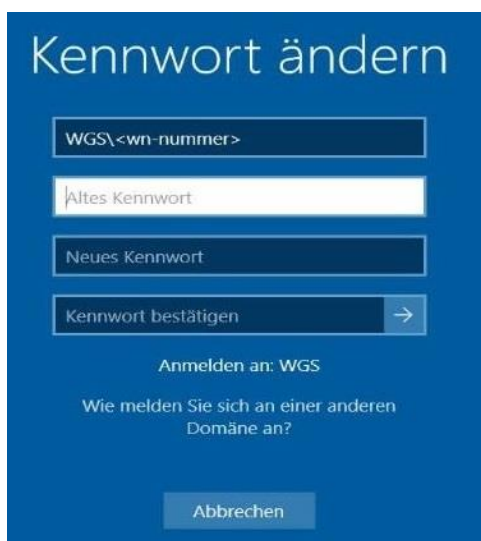 Kennwort ändern
WGS\<wn-nummer>
Altes Kennwort
Neues Kennwort
Kennwort bestätigen
Anmelden an: WGS
Wie melden Sie sich an einer anderen
Domäne an?
Abbrechen